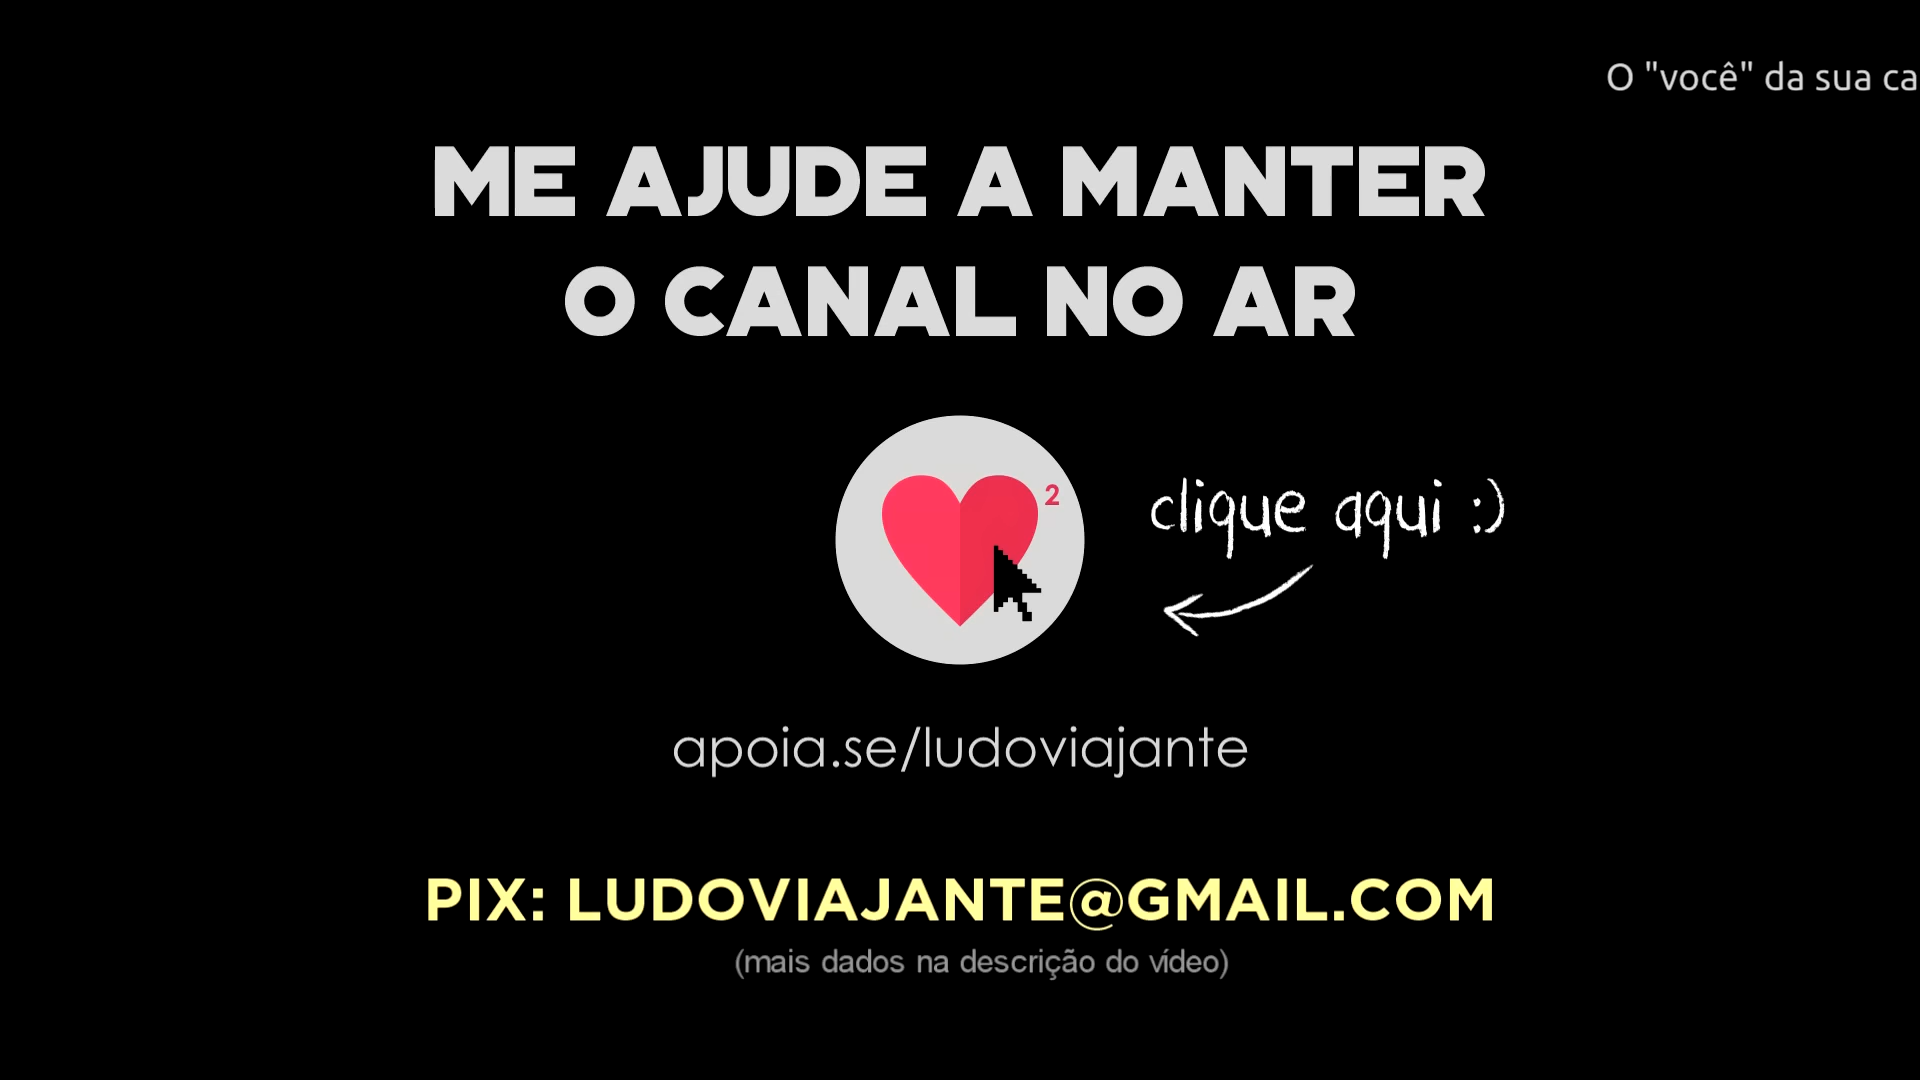 O "você" da sua ca
ME AJUDE A MANTER
O CANAL NO AR
2
clique aqui :)
apoia.se/ludoviajante
PIX: LUDOVIAJANTE@GMAIL.COM
(mais dados na descrição do vídeo)